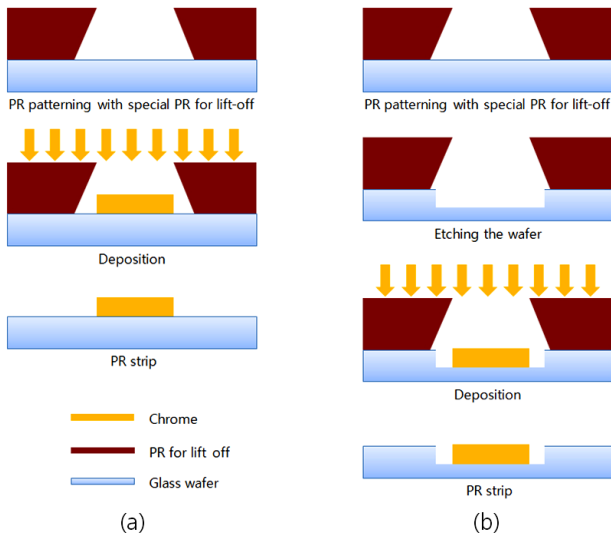 PR patterning with special PR for lift-off
Deposition
PR strip
Chrome
PR for lift off
Glass wafer
(a)
PR patterning with special PR for lift-off
Etching the wafer
Deposition
PR strip
(b)